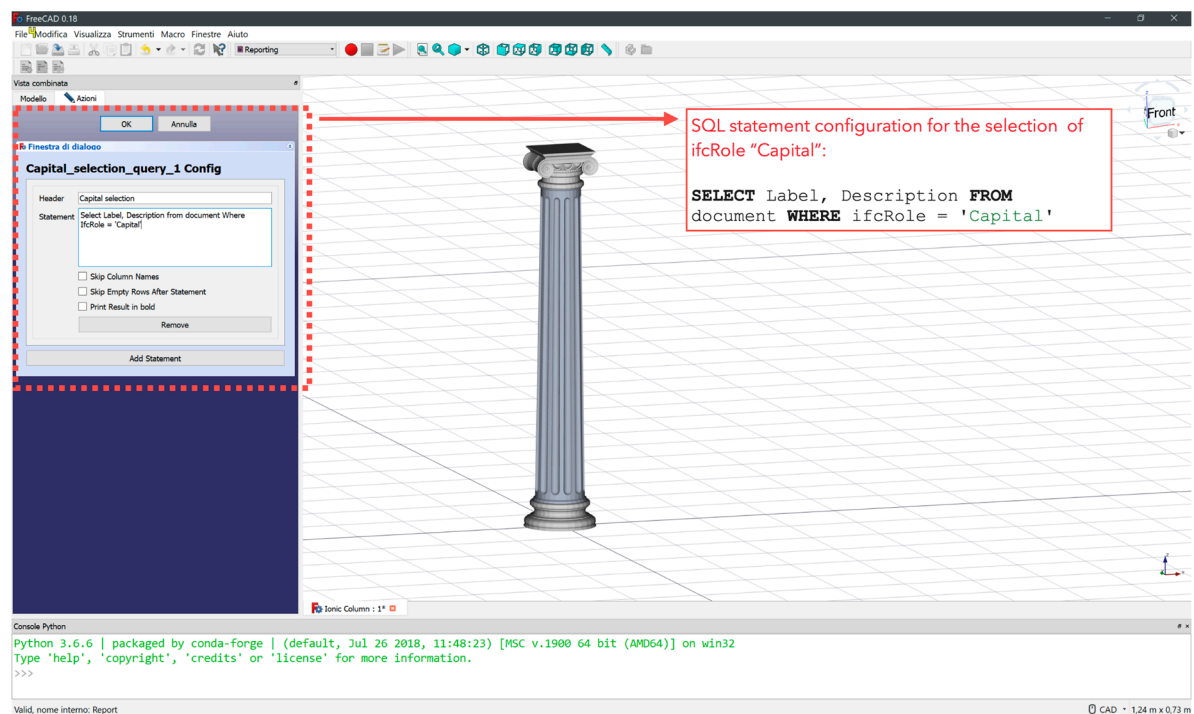 FreeCAD 0.18
File Modifica Visualizza Strumenti Macro Finestre Aiuto
4
Reporting
Vista combinata
Modello Azioni
OK Annulla
Finestra di dialogo
Capital_selection_query_1 Config
Header Capital selection
Statement Select Label, Description from document Where
IfcRole = 'Capital'
Skip Column Names
Skip Empty Rows After Statement
Print Result in bold
Remove
Add Statement
SQL statement configuration for the selection of
ifcRole “Capital”:
SELECT Label, Description FROM
document WHERE ifcRole = 'Capital'
Front
Ionic Column : 1*
Console Python
Python 3.6.6 | packaged by conda-forge | (default, Jul 26 2018, 11:48:23) [MSC v.1900 64 bit (AMD64)] on win32
Type 'help', 'copyright', 'credits' or 'license' for more information.
>>>
Valid, nome interno: Report
CAD 1,24 m x 0,73 m